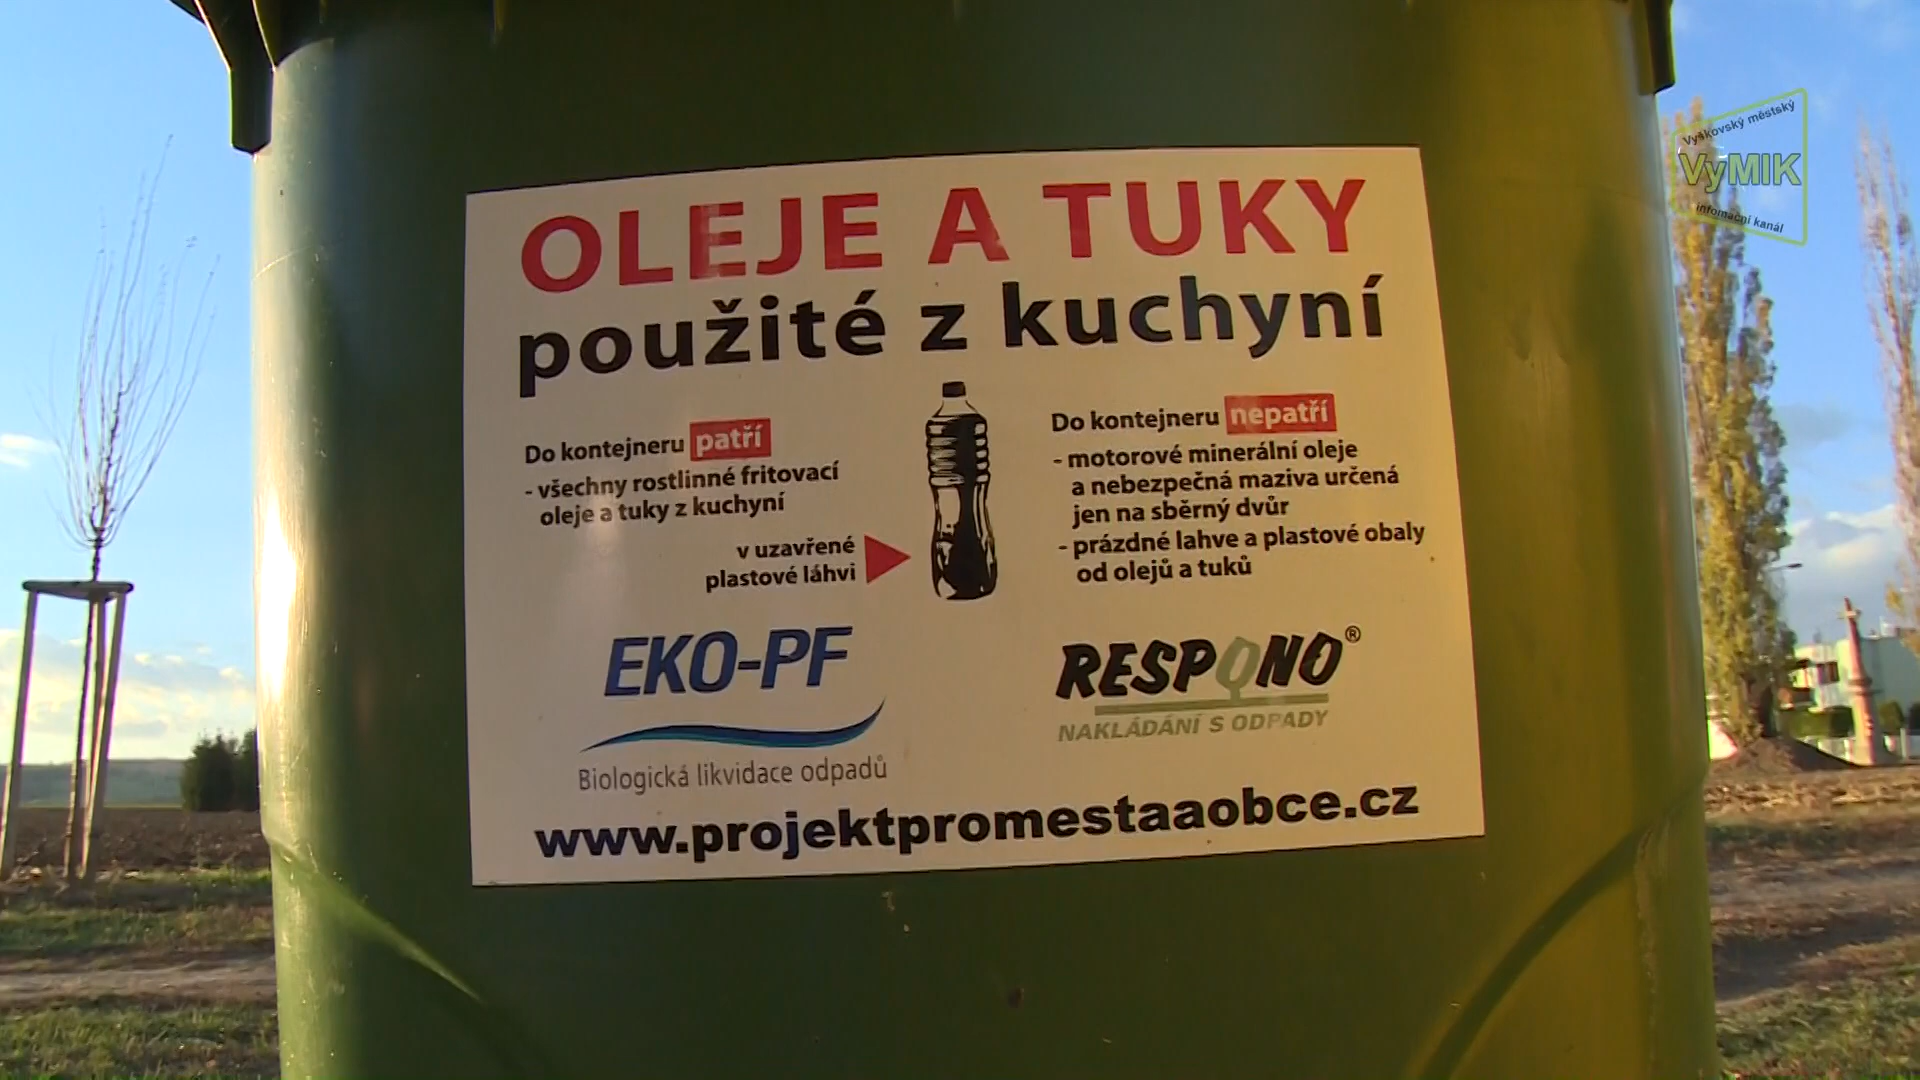 OLEJE A TUKY
použité z kuchyní
Do kontejneru patří
- všechny rostlinné fritovací
oleje a tuky z kuchyní
v uzavřené
plastové láhvi
Do kontejneru nepatří
- motorové minerální oleje
a nebezpečná maziva určená
jen na sběrný dvůr
- prázdné lahve a plastové obaly
od olejů a tuků
EKO-PF
Biologická likvidace odpadů
RESPONO®
NAKLÁDÁNÍ S ODPADY
www.projektpromestaaobce.cz
Vyškovský městský
VyMIK
infomační kanál